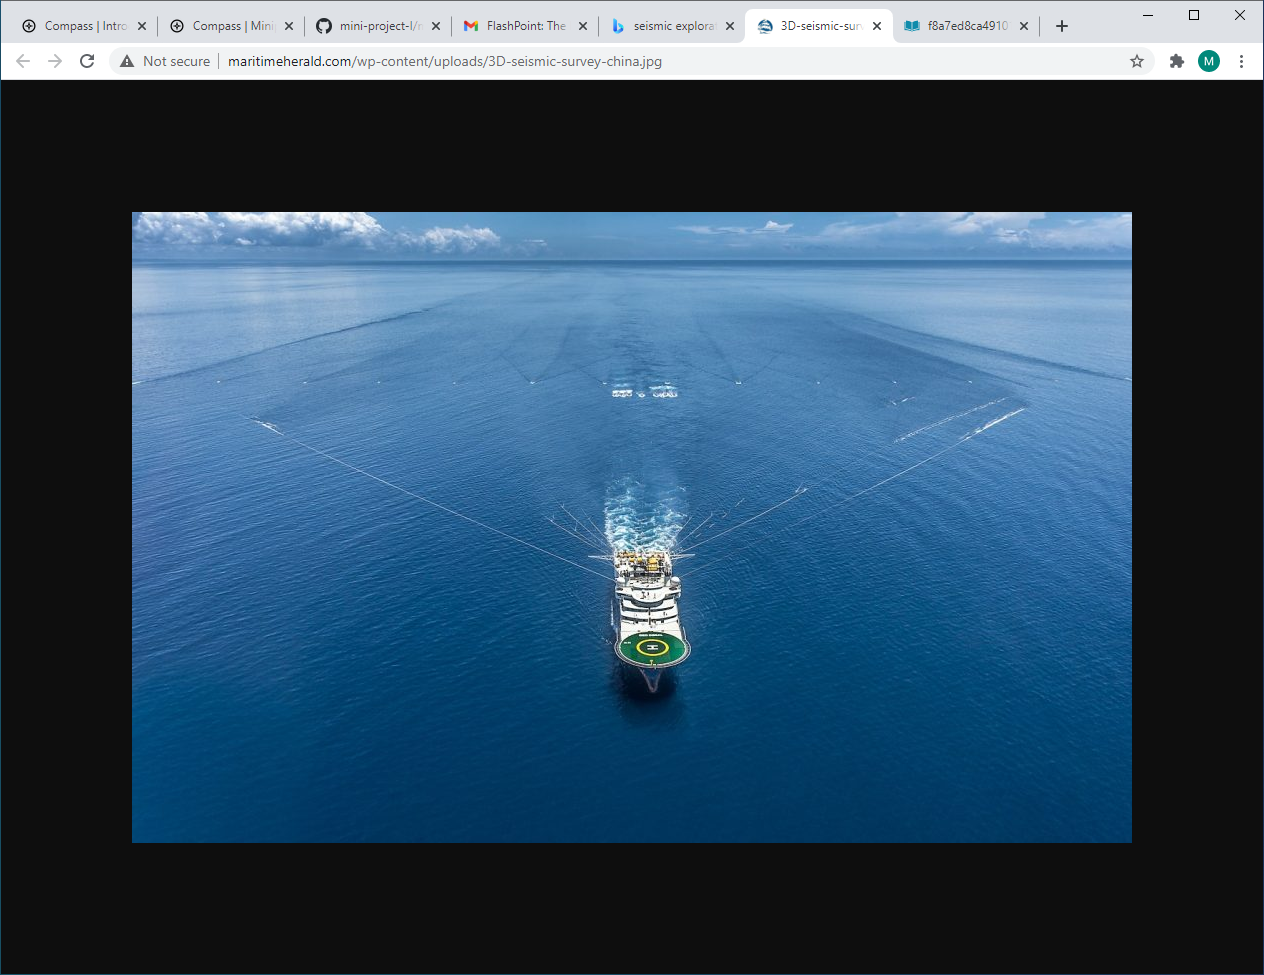 Compass | Intro
Compass | Mini
mini-project-I/
FlashPoint: The
seismic explora
3D-seismic-surv
f8a7ed8ca4910
Not secure
maritimeherald.com/wp-content/uploads/3D-seismic-survey-china.jpg
M
H